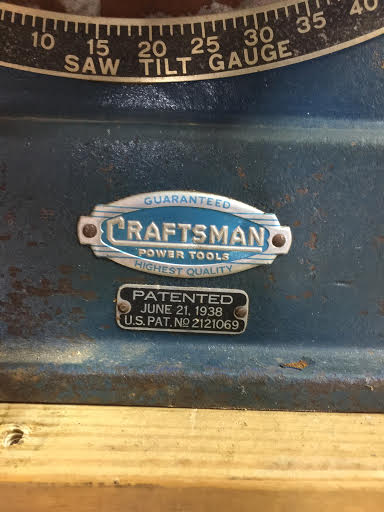 10 15 20 25 30 35 40
SAW TILT GAUGE
GUARANTEED
CRAFTSMAN
POWER TOOLS
HIGHEST QUALITY
PATENTED
JUNE 21, 1938
U.S. PAT. No 2121069